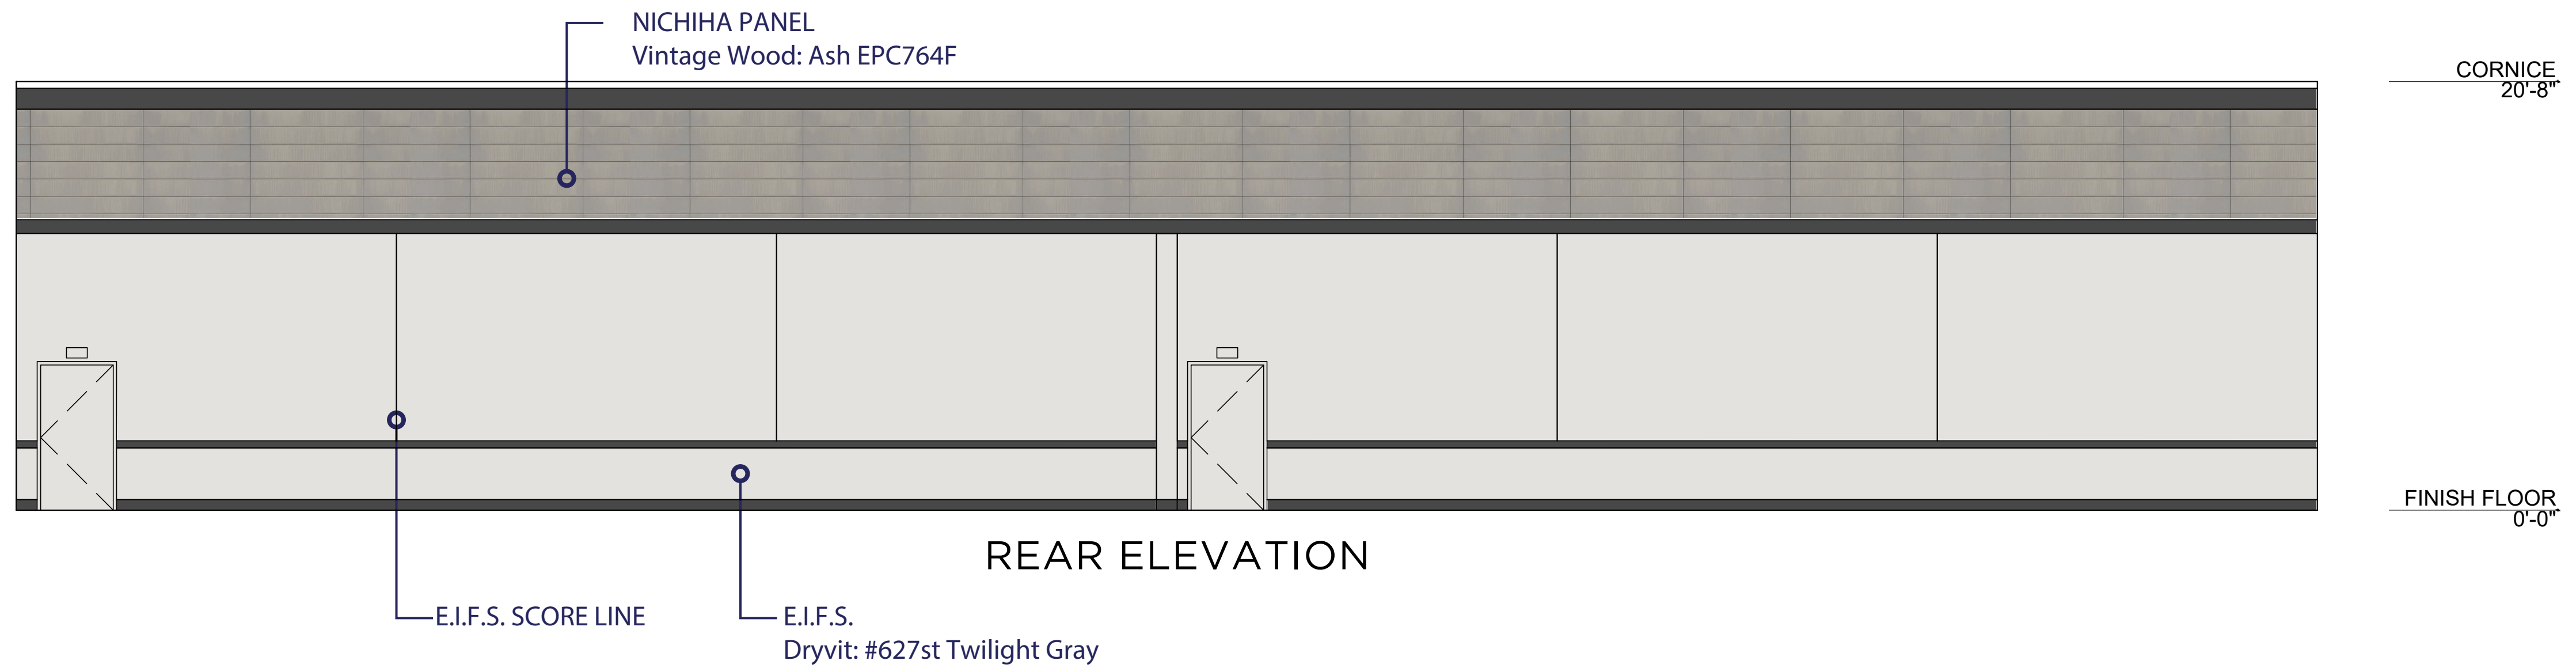 NICHIHA PANEL
Vintage Wood: Ash EPC764F
CORNICE
20'-8"
FINISH FLOOR
0'-0"
REAR ELEVATION
E.I.F.S. SCORE LINE
E.I.F.S.
Dryvit: #627st Twilight Gray